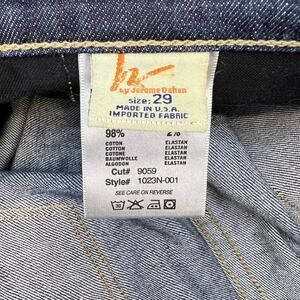 by Jerome Dahan
size: 29
MADE IN U.S.A.
IMPORTED FABRIC
98% 2%
COTON ELASTAN
COTTON ELASTAN
COTONE ELASTAN
BAUMWOLLE ELASTAN
ALGODON ELASTAN
Cut# 9059
Style# 1023N-001
SEE CARE ON REVERSE